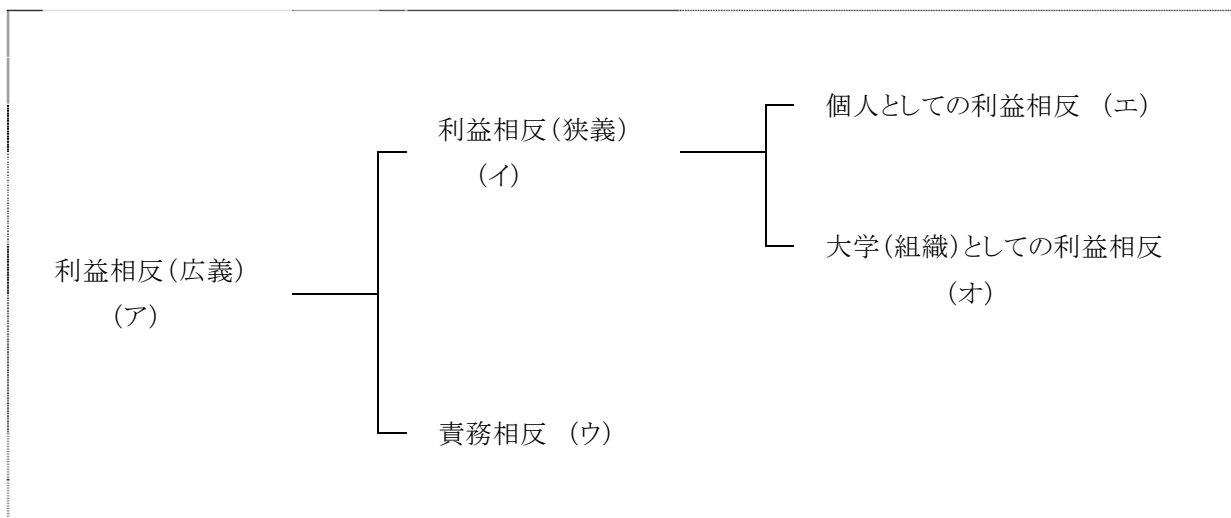 個人としての利益相反 (エ)
利益相反(狭義)
(イ)
大学(組織)としての利益相反
(オ)
利益相反(広義)
(ア)
責務相反 (ウ)